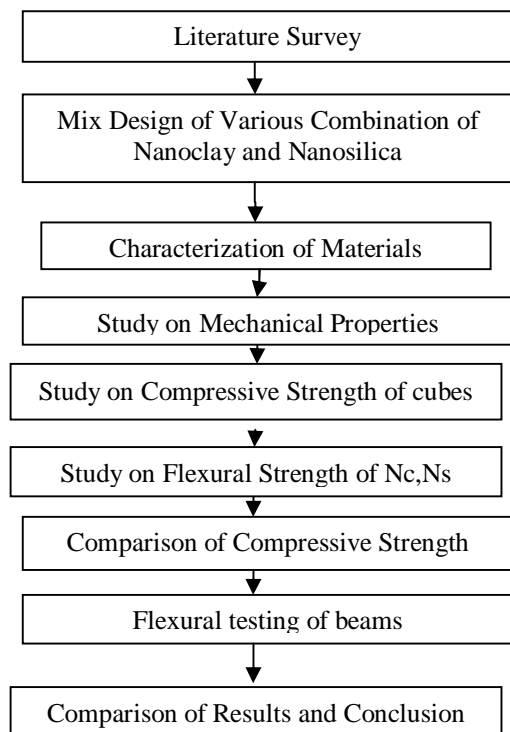 Literature Survey
Mix Design of Various Combination of
Nanoclay and Nanosilica
Characterization of Materials
Study on Mechanical Properties
Study on Compressive Strength of cubes
Study on Flexural Strength of Nc,Ns
Comparison of Compressive Strength
Flexural testing of beams
Comparison of Results and Conclusion